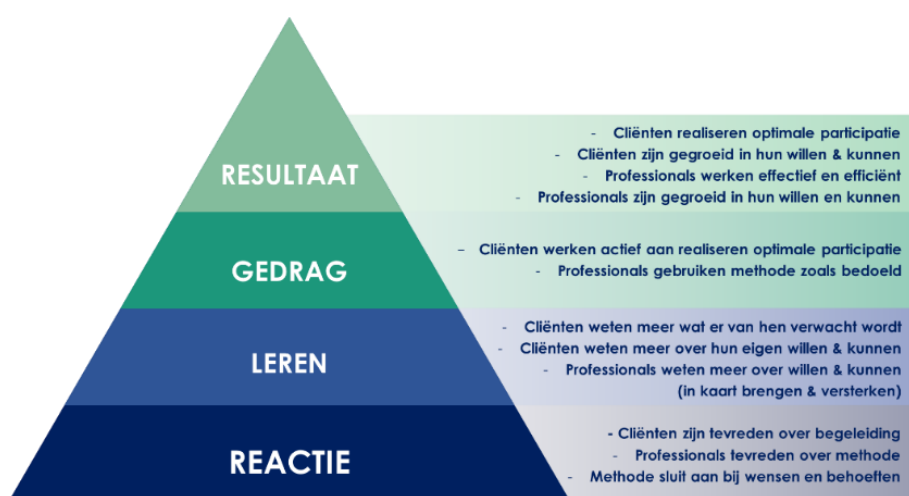 - Cliënten realiseren optimale participatie
- Cliënten zijn gegroeid in hun willen & kunnen
RESULTAAT
- Professionals werken effectief en efficiënt
- Professionals zijn gegroeid in hun willen en kunnen
– Cliënten werken actief aan realiseren optimale participatie
GEDRAG
- Professionals gebruiken methode zoals bedoeld
- Cliënten weten meer wat er van hen verwacht wordt
- Cliënten weten meer over hun eigen willen & kunnen
LEREN
- Professionals weten meer over willen & kunnen
(in kaart brengen & versterken)
- Cliënten zijn tevreden over begeleiding
- Professionals tevreden over methode
REACTIE
- Methode sluit aan bij wensen en behoeften